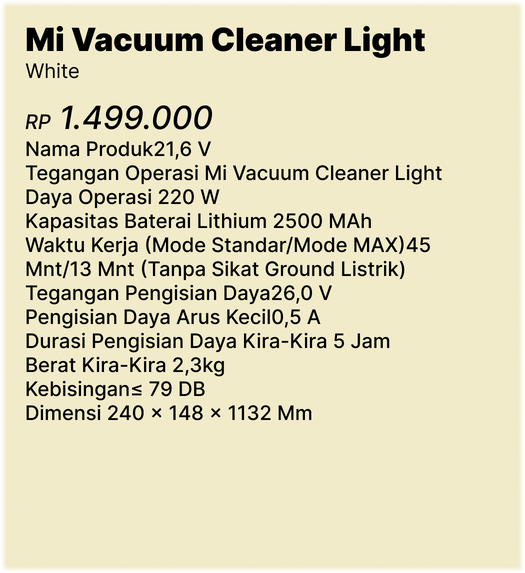 Mi Vacuum Cleaner Light
White
RP 1.499.000
Nama Produk21,6 V
Tegangan Operasi Mi Vacuum Cleaner Light
Daya Operasi 220 W
Kapasitas Baterai Lithium 2500 MAh
Waktu Kerja (Mode Standar/Mode MAX)45
Mnt/13 Mnt (Tanpa Sikat Ground Listrik)
Tegangan Pengisian Daya26,0 V
Pengisian Daya Arus Kecil0,5 A
Durasi Pengisian Daya Kira-Kira 5 Jam
Berat Kira-Kira 2,3kg
Kebisingan≤ 79 DB
Dimensi 240 × 148 × 1132 Mm